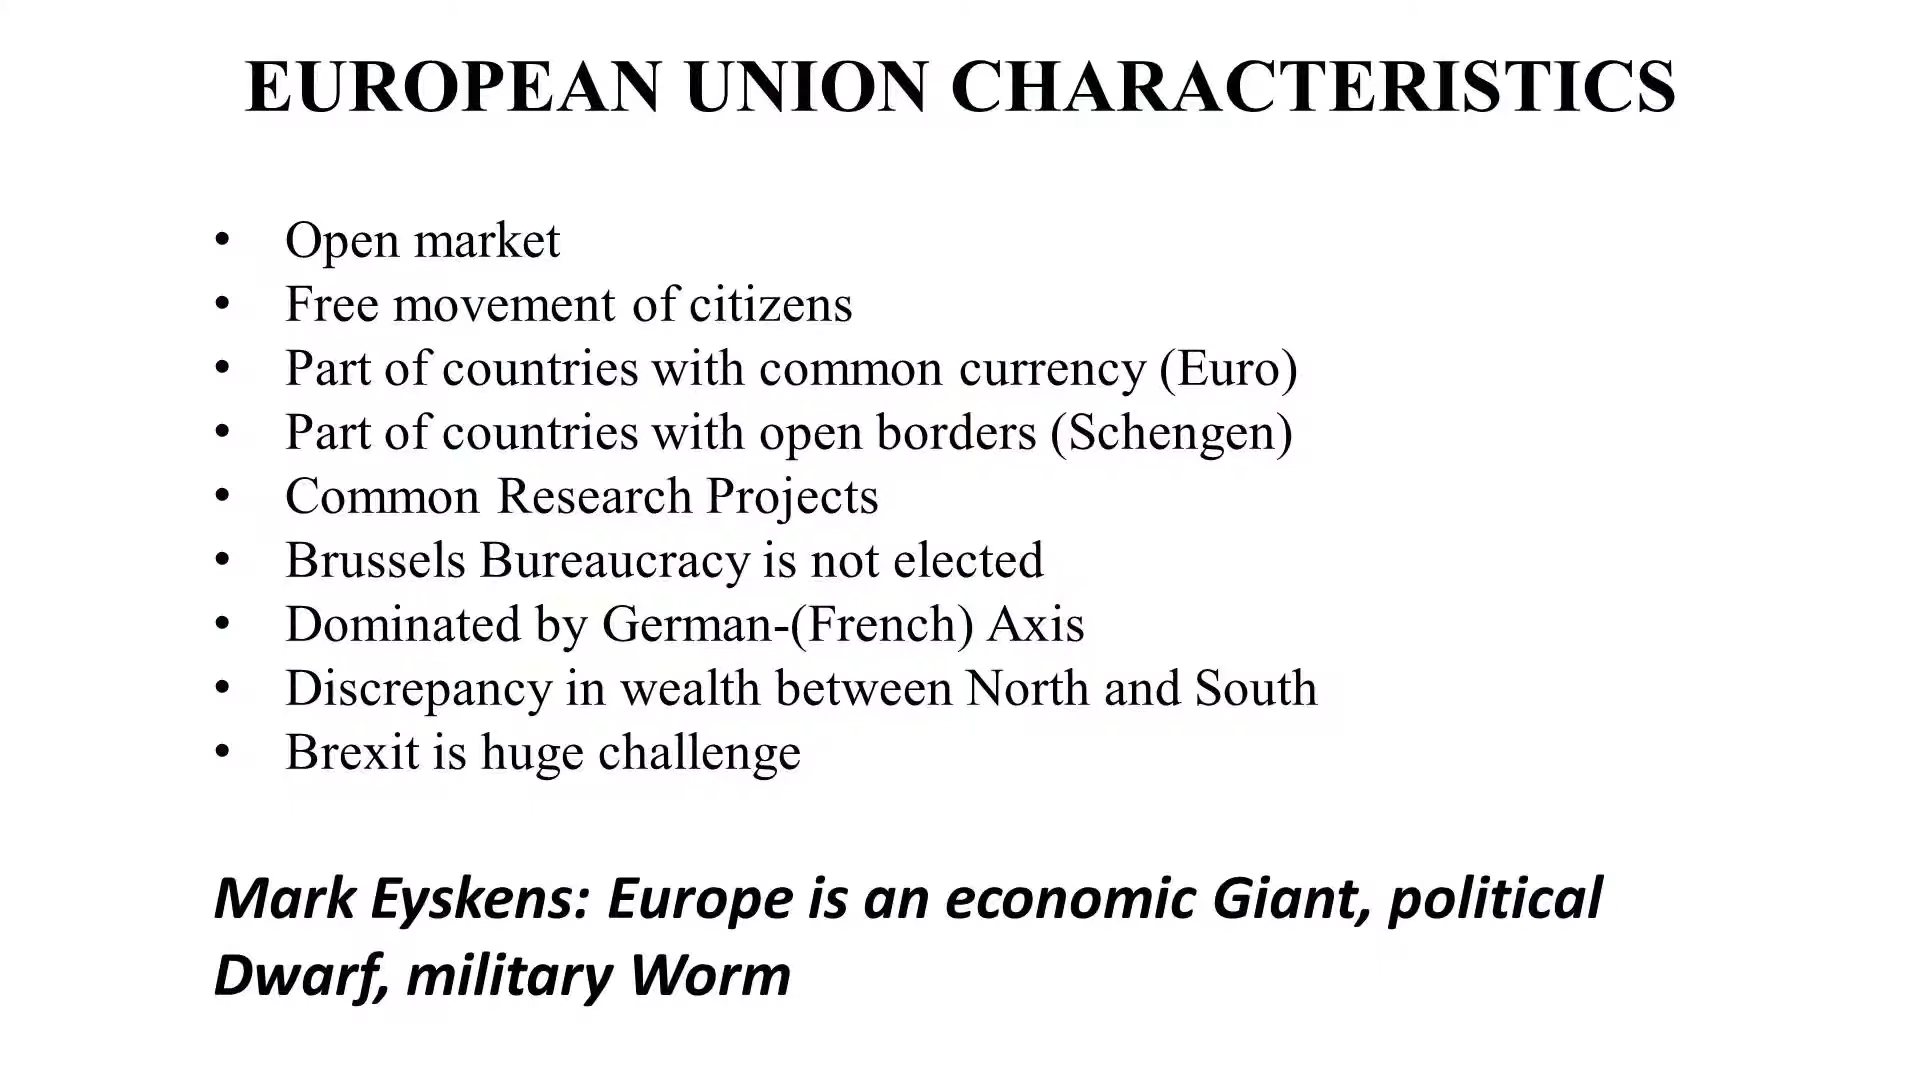 EUROPEAN UNION CHARACTERISTICS
• Open market
• Free movement of citizens
• Part of countries with common currency (Euro)
• Part of countries with open borders (Schengen)
• Common Research Projects
• Brussels Bureaucracy is not elected
• Dominated by German-(French) Axis
• Discrepancy in wealth between North and South
• Brexit is huge challenge
Mark Eyskens: Europe is an economic Giant, political
Dwarf, military Worm